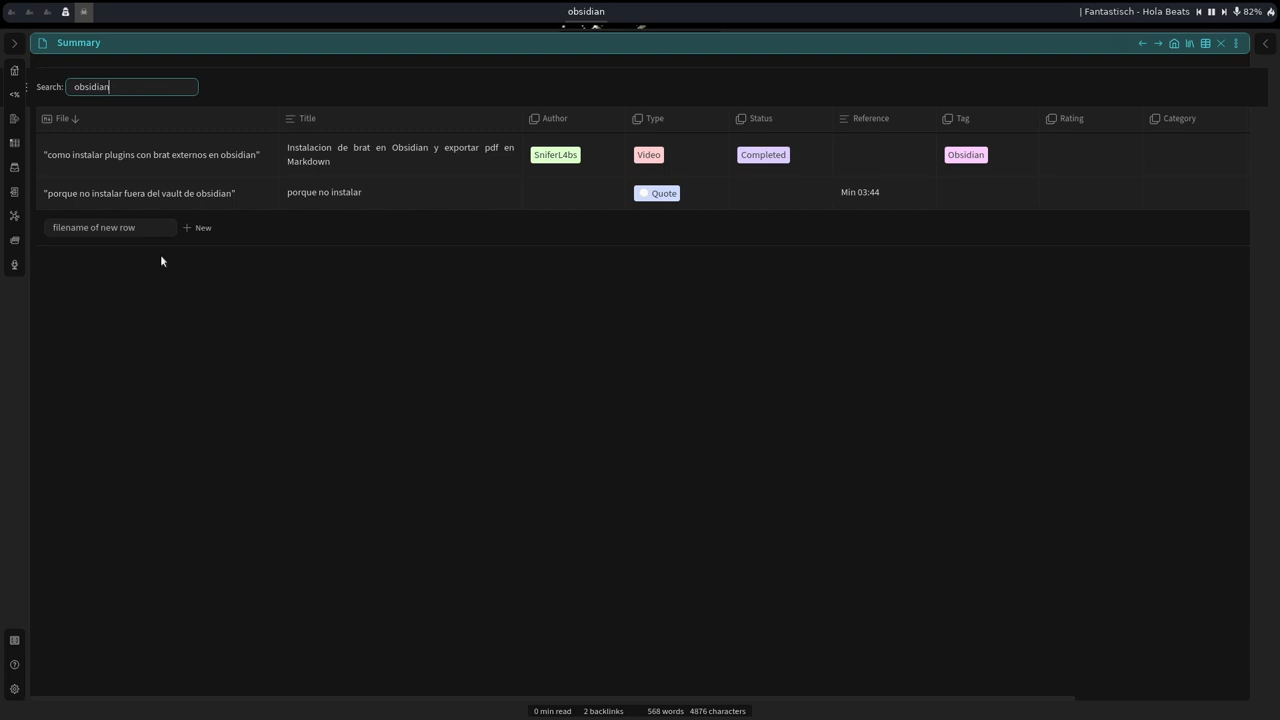 obsidian
| Fantastisch - Hola Beats
82%
Summary
Search: obsidian
File Title Author Type Status Reference Tag Rating Category
"como instalar plugins con brat externos en obsidian"
Instalacion de brat en Obsidian y exportar pdf en
Markdown
SniferL4bs Video Completed Obsidian
"porque no instalar fuera del vault de obsidian" porque no instalar Quote Min 03:44
filename of new row + New
0 min read 2 backlinks 568 words 4876 characters